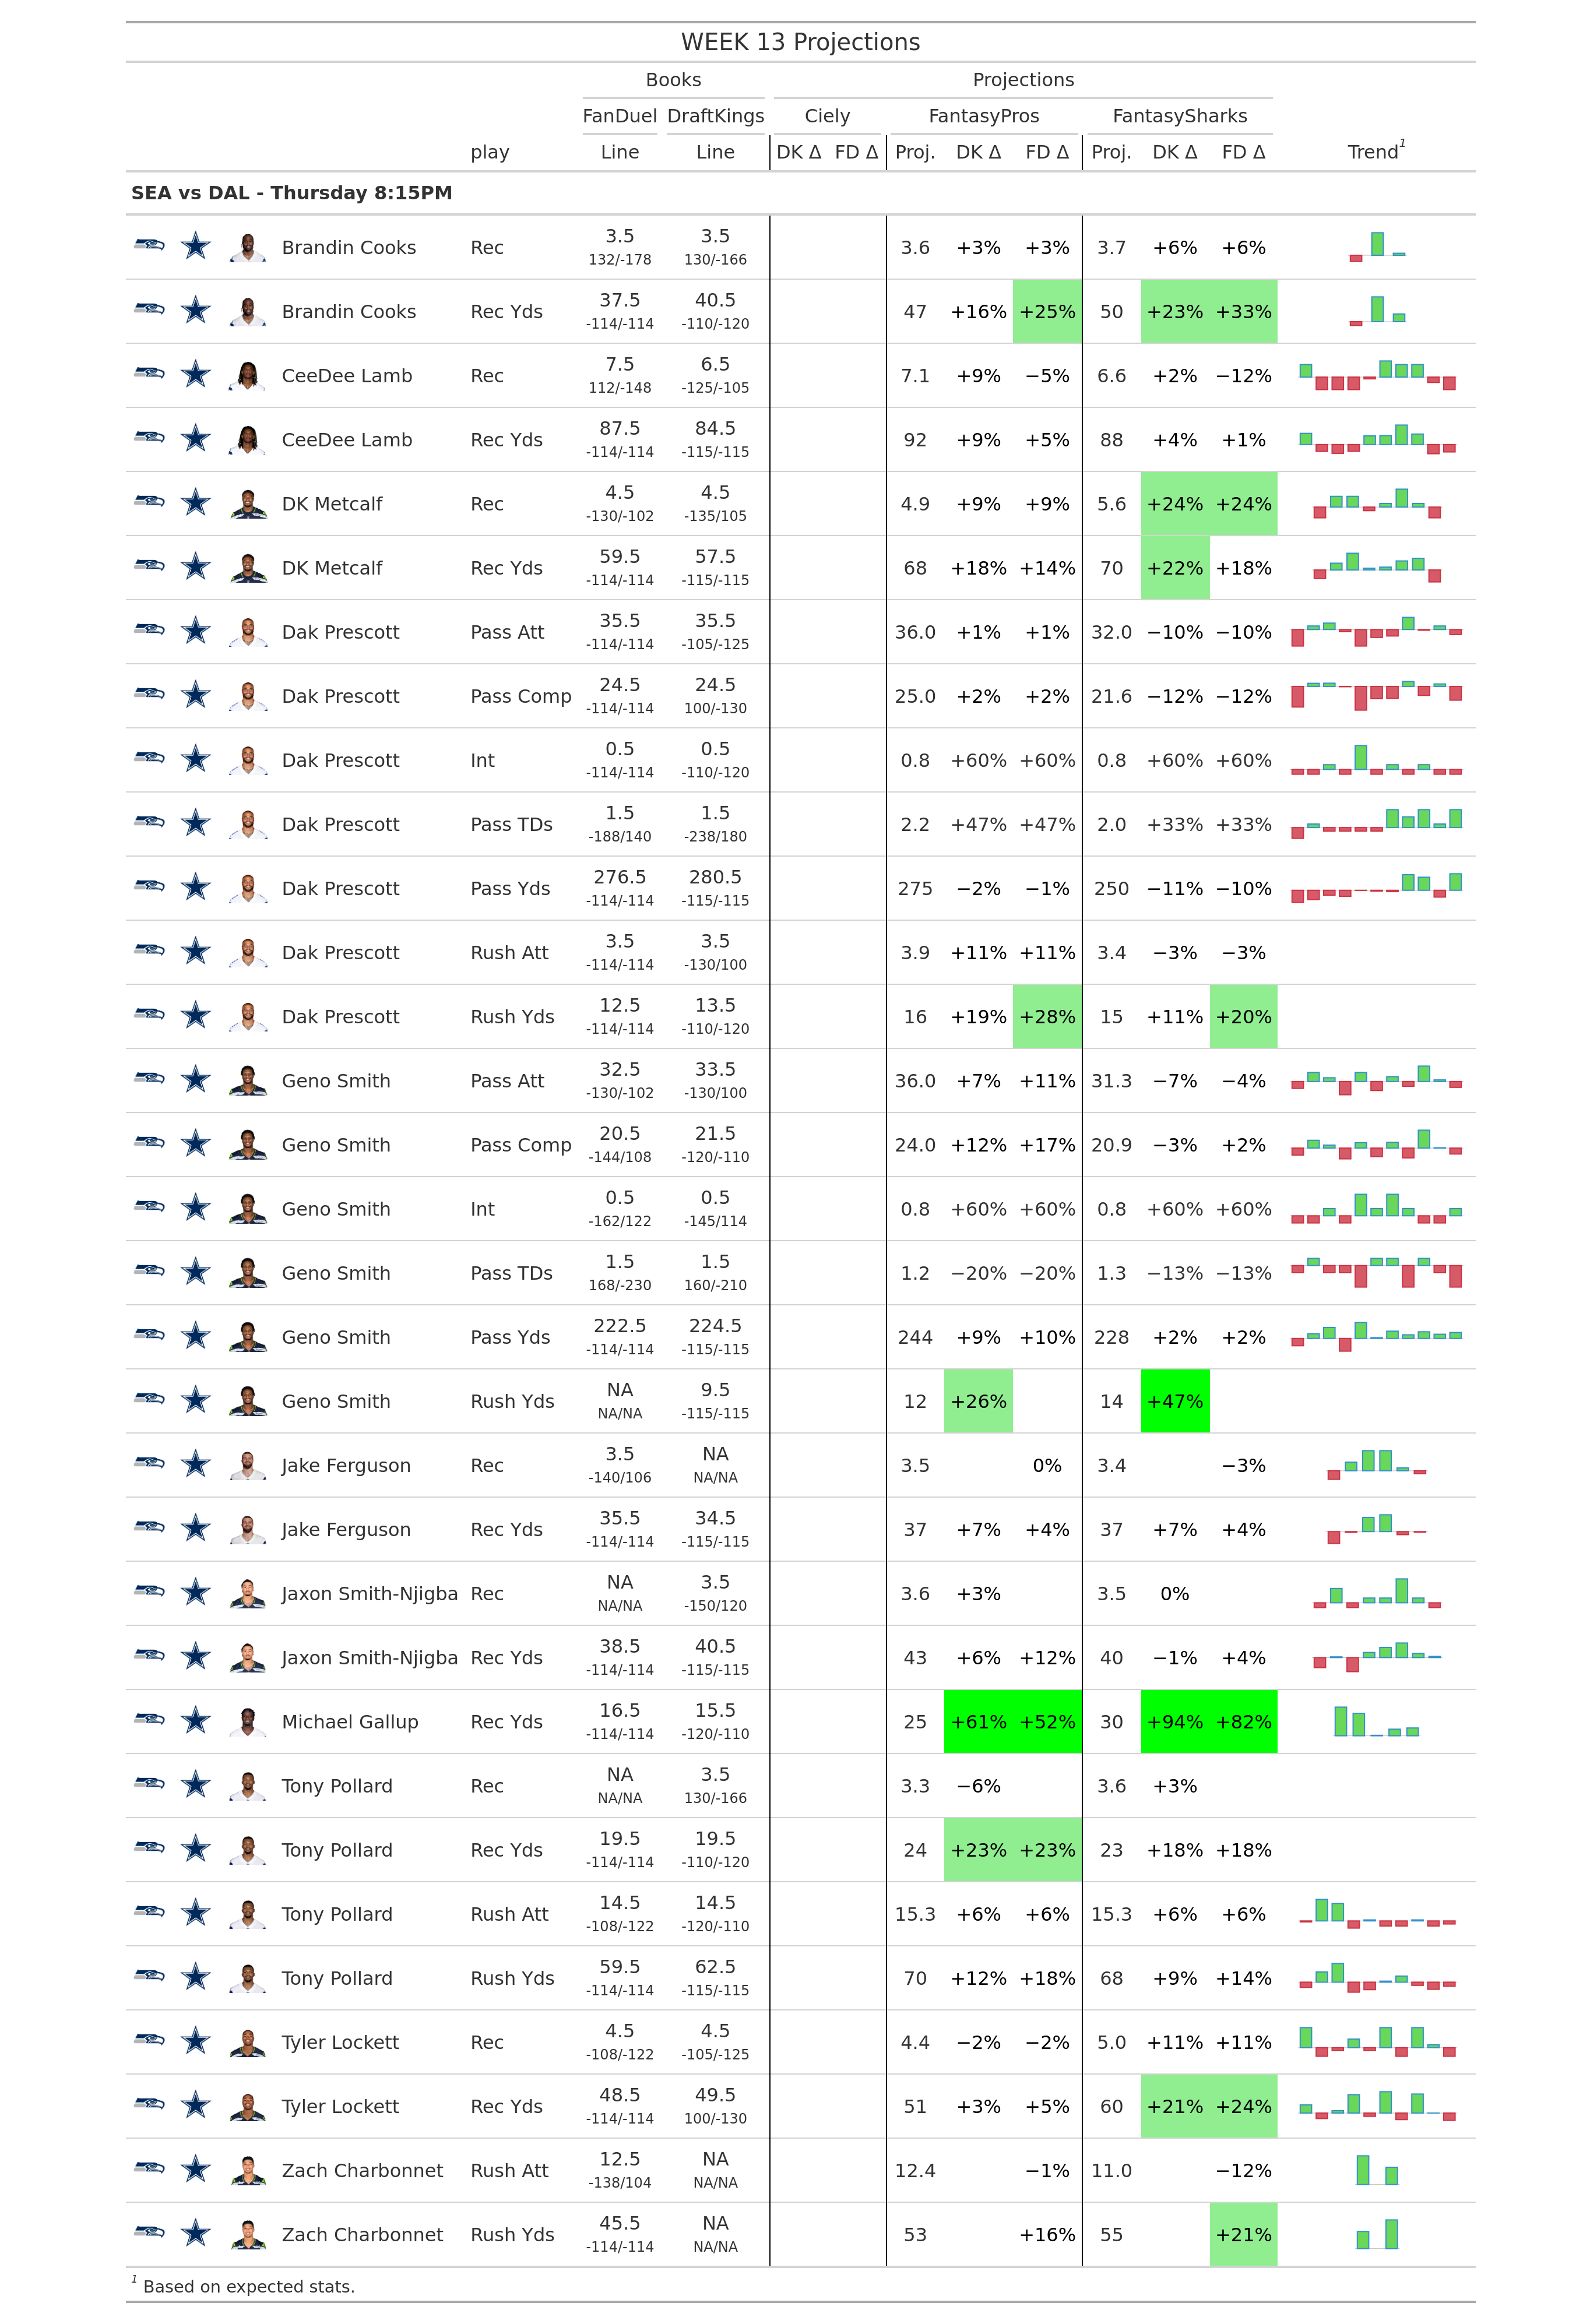 WEEK 13 Projections
Books Projections
FanDuel DraftKings Ciely FantasyPros FantasySharks
play Line Line DK Δ FD Δ Proj. DK Δ FD Δ Proj. DK Δ FD Δ Trend1
SEA vs DAL - Thursday 8:15PM
Brandin Cooks Rec 3.5 3.5 3.6 +3% +3% 3.7 +6% +6%
132/-178 130/-166
Brandin Cooks Rec Yds 37.5 40.5 47 +16% +25% 50 +23% +33%
-114/-114 -110/-120
CeeDee Lamb Rec 7.5 6.5 7.1 +9% −5% 6.6 +2% −12%
112/-148 -125/-105
CeeDee Lamb Rec Yds 87.5 84.5 92 +9% +5% 88 +4% +1%
-114/-114 -115/-115
DK Metcalf Rec 4.5 4.5 4.9 +9% +9% 5.6 +24% +24%
-130/-102 -135/105
DK Metcalf Rec Yds 59.5 57.5 68 +18% +14% 70 +22% +18%
-114/-114 -115/-115
Dak Prescott Pass Att 35.5 35.5 36.0 +1% +1% 32.0 −10% −10%
-114/-114 -105/-125
Dak Prescott Pass Comp 24.5 24.5 25.0 +2% +2% 21.6 −12% −12%
-114/-114 100/-130
Dak Prescott Int 0.5 0.5 0.8 +60% +60% 0.8 +60% +60%
-114/-114 -110/-120
Dak Prescott Pass TDs 1.5 1.5 2.2 +47% +47% 2.0 +33% +33%
-188/140 -238/180
Dak Prescott Pass Yds 276.5 280.5 275 −2% −1% 250 −11% −10%
-114/-114 -115/-115
Dak Prescott Rush Att 3.5 3.5 3.9 +11% +11% 3.4 −3% −3%
-114/-114 -130/100
Dak Prescott Rush Yds 12.5 13.5 16 +19% +28% 15 +11% +20%
-114/-114 -110/-120
Geno Smith Pass Att 32.5 33.5 36.0 +7% +11% 31.3 −7% −4%
-130/-102 -130/100
Geno Smith Pass Comp 20.5 21.5 24.0 +12% +17% 20.9 −3% +2%
-144/108 -120/-110
Geno Smith Int 0.5 0.5 0.8 +60% +60% 0.8 +60% +60%
-162/122 -145/114
Geno Smith Pass TDs 1.5 1.5 1.2 −20% −20% 1.3 −13% −13%
168/-230 160/-210
Geno Smith Pass Yds 222.5 224.5 244 +9% +10% 228 +2% +2%
-114/-114 -115/-115
Geno Smith Rush Yds NA 9.5 12 +26% 14 +47%
NA/NA -115/-115
Jake Ferguson Rec 3.5 NA 3.5 0% 3.4 −3%
-140/106 NA/NA
Jake Ferguson Rec Yds 35.5 34.5 37 +7% +4% 37 +7% +4%
-114/-114 -115/-115
Jaxon Smith-Njigba Rec NA 3.5 3.6 +3% 3.5 0%
NA/NA -150/120
Jaxon Smith-Njigba Rec Yds 38.5 40.5 43 +6% +12% 40 −1% +4%
-114/-114 -115/-115
Michael Gallup Rec Yds 16.5 15.5 25 +61% +52% 30 +94% +82%
-114/-114 -120/-110
Tony Pollard Rec NA 3.5 3.3 −6% 3.6 +3%
NA/NA 130/-166
Tony Pollard Rec Yds 19.5 19.5 24 +23% +23% 23 +18% +18%
-114/-114 -110/-120
Tony Pollard Rush Att 14.5 14.5 15.3 +6% +6% 15.3 +6% +6%
-108/-122 -120/-110
Tony Pollard Rush Yds 59.5 62.5 70 +12% +18% 68 +9% +14%
-114/-114 -115/-115
Tyler Lockett Rec 4.5 4.5 4.4 −2% −2% 5.0 +11% +11%
-108/-122 -105/-125
Tyler Lockett Rec Yds 48.5 49.5 51 +3% +5% 60 +21% +24%
-114/-114 100/-130
Zach Charbonnet Rush Att 12.5 NA 12.4 −1% 11.0 −12%
-138/104 NA/NA
Zach Charbonnet Rush Yds 45.5 NA 53 +16% 55 +21%
-114/-114 NA/NA
1 Based on expected stats.